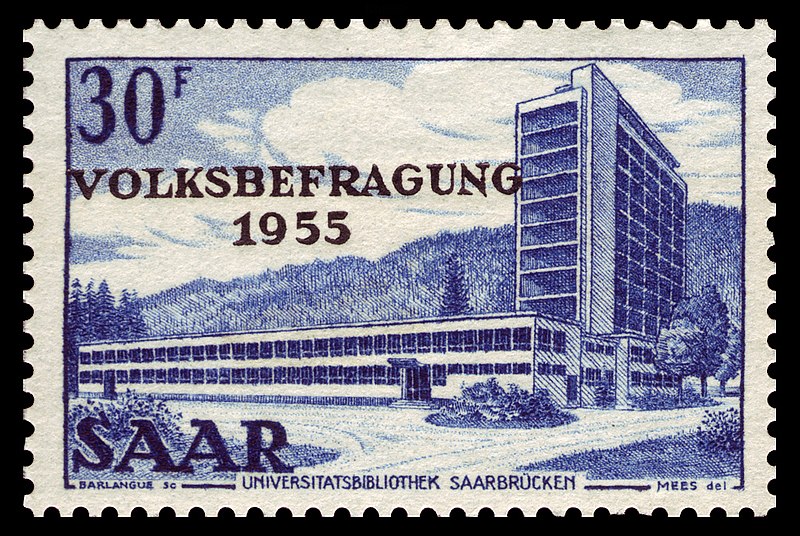 30F
VOLKSBEFRAGUNG
1955
SAAR
BARLANGUE sc UNIVERSITATSBIBLIOTHEK SAARBRÜCKEN MEES del